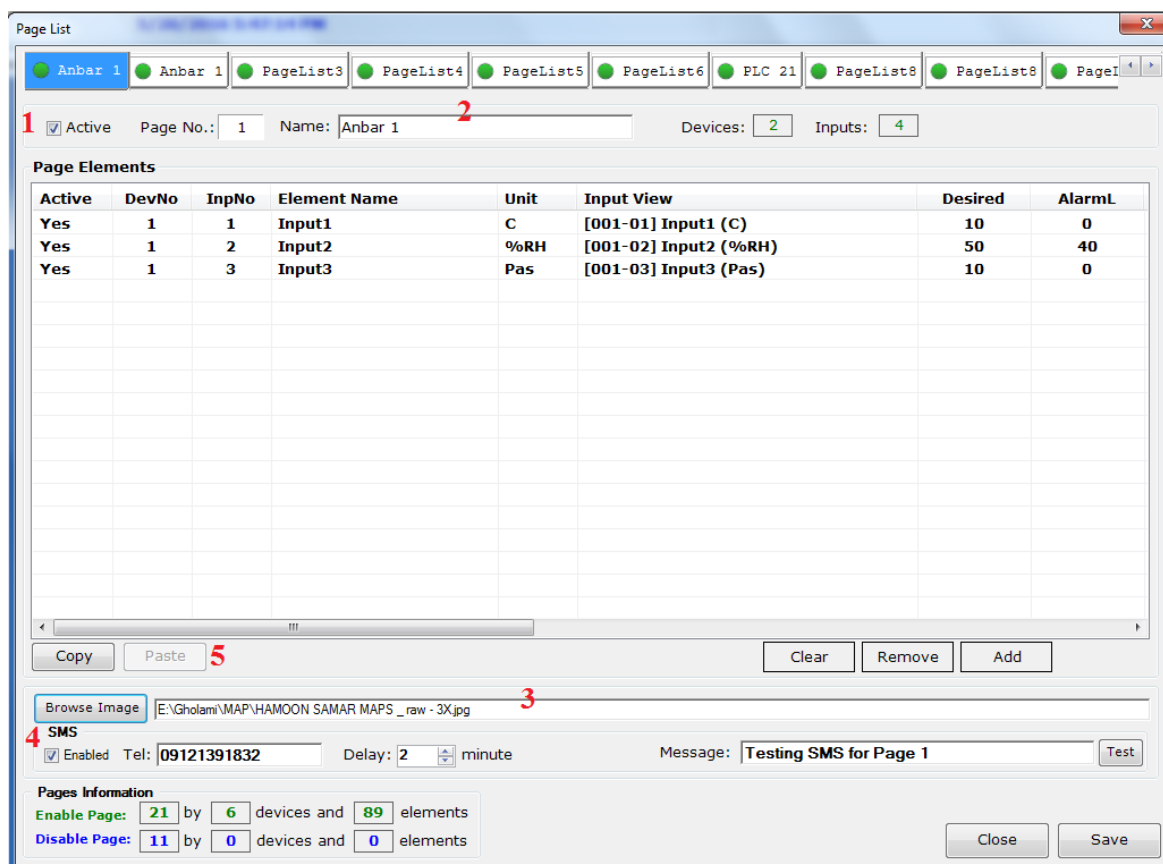 Page List
Anbar 1 Anbar 1 PageList3 PageList4 PageList5 PageList6 PLC 21 PageList8 PageList8
1 Active Page No.: 1 Name: Anbar 1 2 Devices: 2 Inputs: 4
Page Elements
Active DevNo InpNo Element Name Unit Input View Desired AlarmL
Yes 1 1 Input1 C [001-01] Input1 (C) 10 0
Yes 1 2 Input2 %RH [001-02] Input2 (%RH) 50 40
Yes 1 3 Input3 Pas [001-03] Input3 (Pas) 10 0
Copy Paste 5 Clear Remove Add
Browse Image E:\Gholami\MAP\HAMOON SAMAR MAPS _ raw - 3X.jpg 3
SMS
4 Enabled Tel: 09121391832 Delay: 2 minute Message: Testing SMS for Page 1 Test
Pages Information
Enable Page: 21 by 6 devices and 89 elements
Disable Page: 11 by 0 devices and 0 elements
Close Save